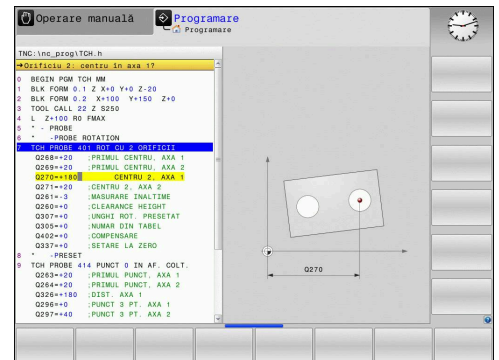 Operare manuală
Programare
Programare
TNC:\nc_prog\TCH.h
→Orificiu 2: centru în axa 1?
0 BEGIN PGM TCH MM
1 BLK FORM 0.1 Z X+0 Y+0 Z-20
2 BLK FORM 0.2 X+100 Y+150 Z+0
3 TOOL CALL 22 Z S250
4 L Z+100 R0 FMAX
5 * - PROBE
6 * -PROBE ROTATION
7 TCH PROBE 401 ROT CU 2 ORIFICII
Q268=+20 ;PRIMUL CENTRU, AXA 1
Q269=+20 ;PRIMUL CENTRU, AXA 2
Q270=+180 CENTRU 2, AXA 1
Q271=+20 ;CENTRU 2, AXA 2
Q261=-3 ;MASURARE INALTIME
Q260=+0 ;CLEARANCE HEIGHT
Q307=+0 ;UNGHI ROT. PRESETAT
Q305=+0 ;NUMAR DIN TABEL
Q402=+0 ;COMPENSARE
Q337=+0 ;SETARE LA ZERO
8 * -PRESET
9 TCH PROBE 414 PUNCT 0 IN AF. COLT.
Q263=+20 ;PRIMUL PUNCT, AXA 1
Q264=+20 ;PRIMUL PUNCT, AXA 2
Q326=+180 ;DIST. AXA 1
Q296=+0 ;PUNCT 3 PT. AXA 1
Q297=+40 ;PUNCT 3 PT. AXA 2
Q270